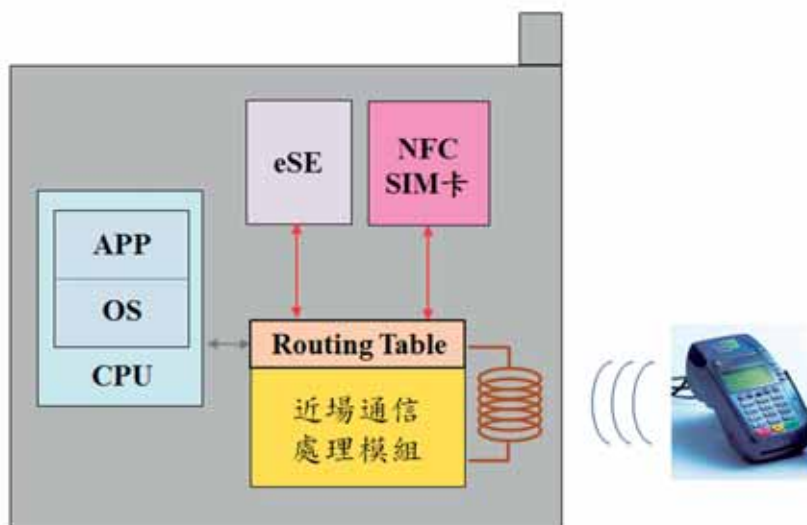 eSE
NFC
SIM卡
APP
OS
CPU
Routing Table
近場通信
處理模組